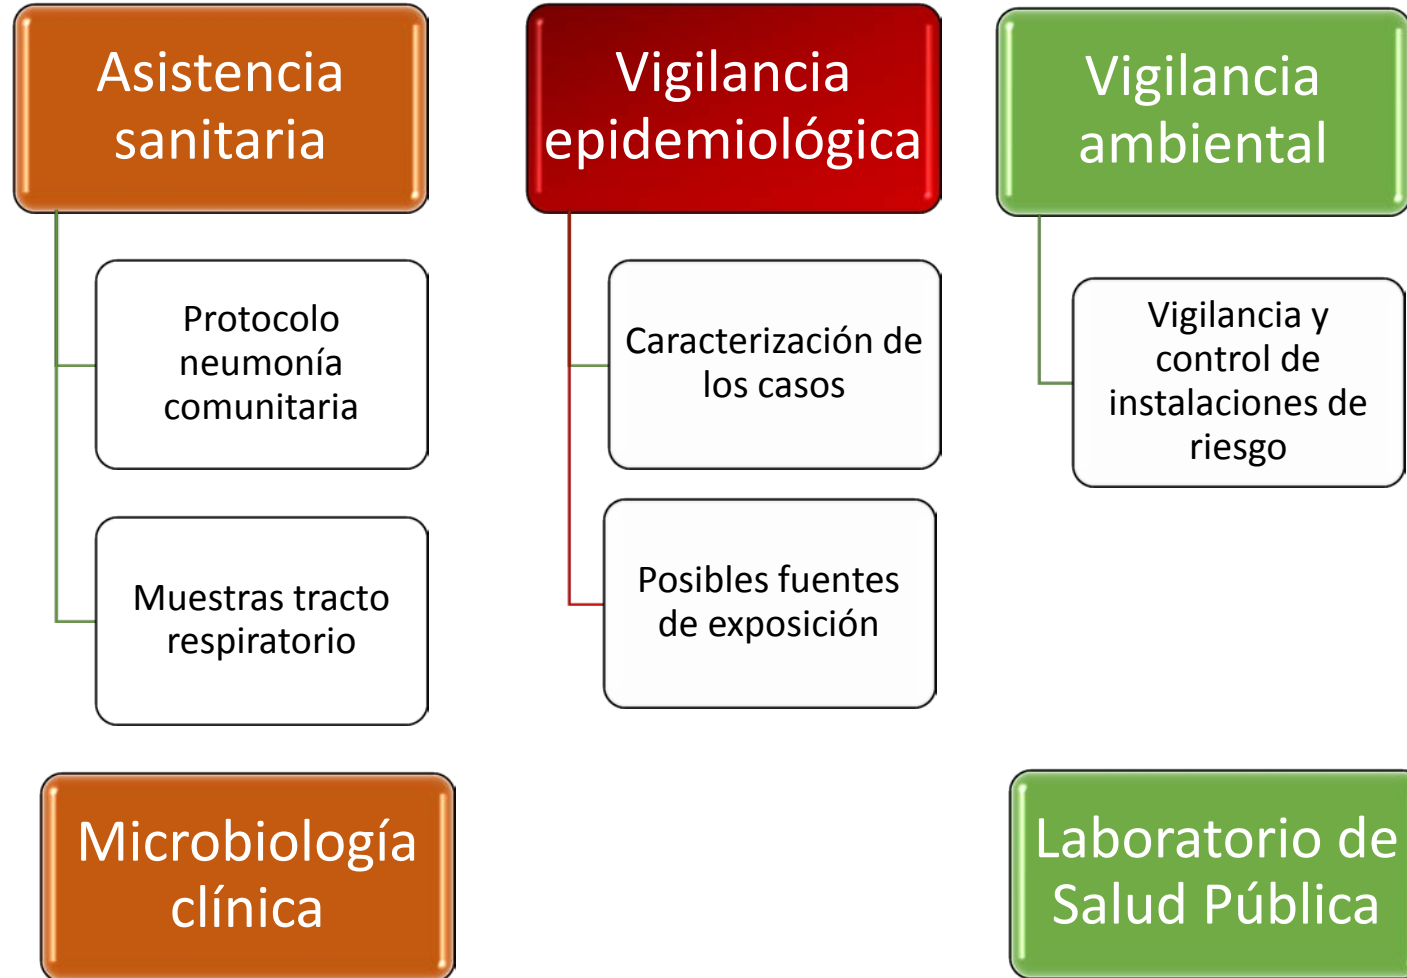 Asistencia
sanitaria
Protocolo
neumonía
comunitaria
Muestras tracto
respiratorio
Vigilancia
epidemiológica
Caracterización de
los casos
Posibles fuentes
de exposición
Vigilancia
ambiental
Vigilancia y
control de
instalaciones de
riesgo
Microbiología
clínica
Laboratorio de
Salud Pública